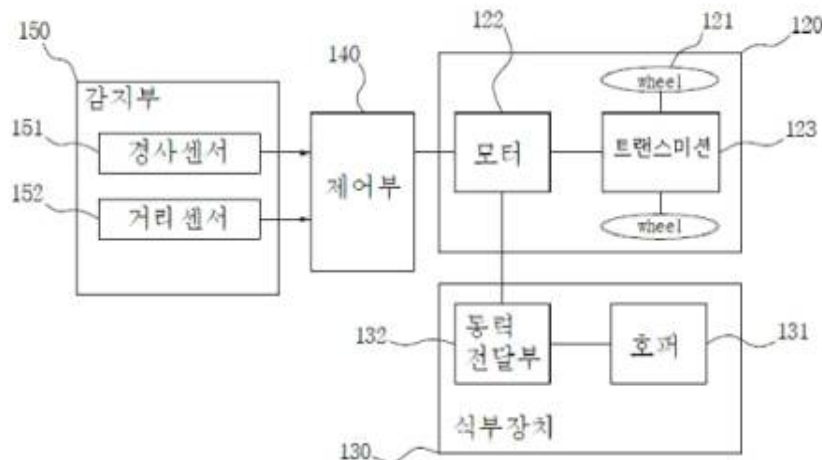 150
감지부
151
경사센서
152
거리센서
140
제어부
122
모터
121
wheel
120
트랜스미션
123
wheel
132
동력
전달부
호퍼
131
식부장치
130